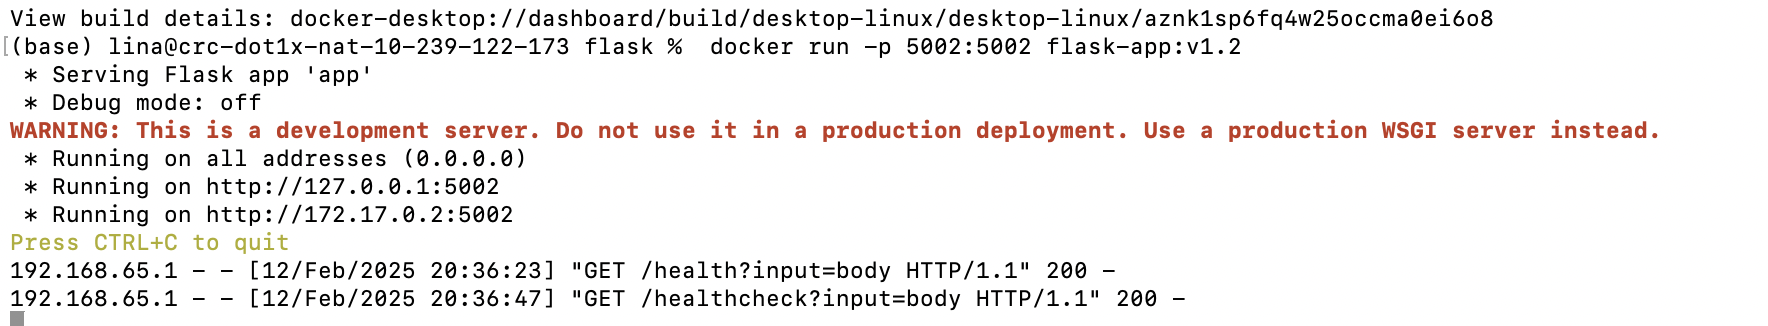 View build details: docker-desktop://dashboard/build/desktop-linux/desktop-linux/aznk1sp6fq4w25occma0ei6o8
[(base) lina@crc-dot1x-nat-10-239-122-173 flask %  docker run -p 5002:5002 flask-app:v1.2
 * Serving Flask app 'app'
 * Debug mode: off
WARNING: This is a development server. Do not use it in a production deployment. Use a production WSGI server instead.
 * Running on all addresses (0.0.0.0)
 * Running on http://127.0.0.1:5002
 * Running on http://172.17.0.2:5002
Press CTRL+C to quit
192.168.65.1 - - [12/Feb/2025 20:36:23] "GET /health?input=body HTTP/1.1" 200 -
192.168.65.1 - - [12/Feb/2025 20:36:47] "GET /healthcheck?input=body HTTP/1.1" 200 -